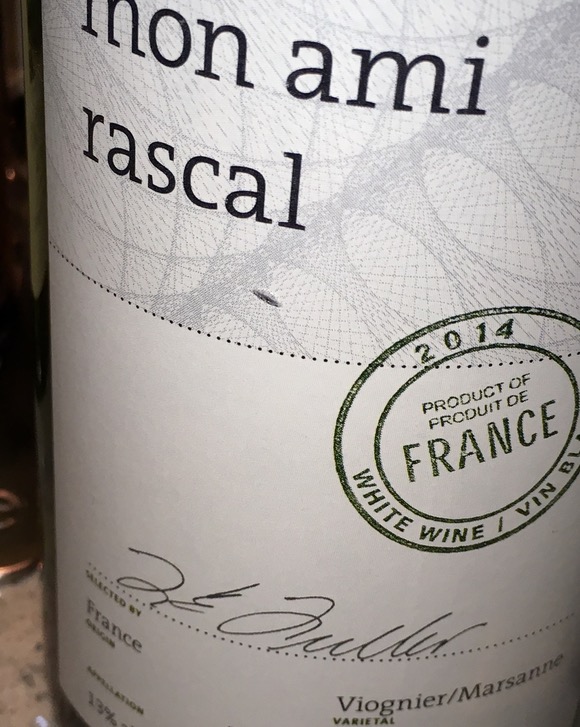 mon ami
rascal
2014
PRODUCT OF
PRODUIT DE
FRANCE
WHITE WINE / VIN BL
SELECTED BY
France
ORIGIN
Viognier/Marsanne
VARIETAL
APPELLATION
13%